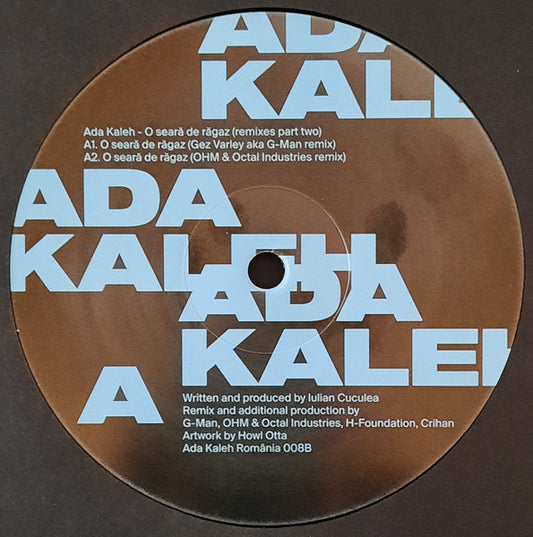 ADA
KALEH
Ada Kaleh - O seară de răgaz (remixes part two)
A1. O seară de răgaz (Gez Varley aka G-Man remix)
A2. O seară de răgaz (OHM & Octal Industries remix)
ADA
KALEH
ADA
KALEH
A
Written and produced by Iulian Cuculea
Remix and additional production by
G-Man, OHM & Octal Industries, H-Foundation, Crihan
Artwork by Howl Otta
Ada Kaleh România 008B